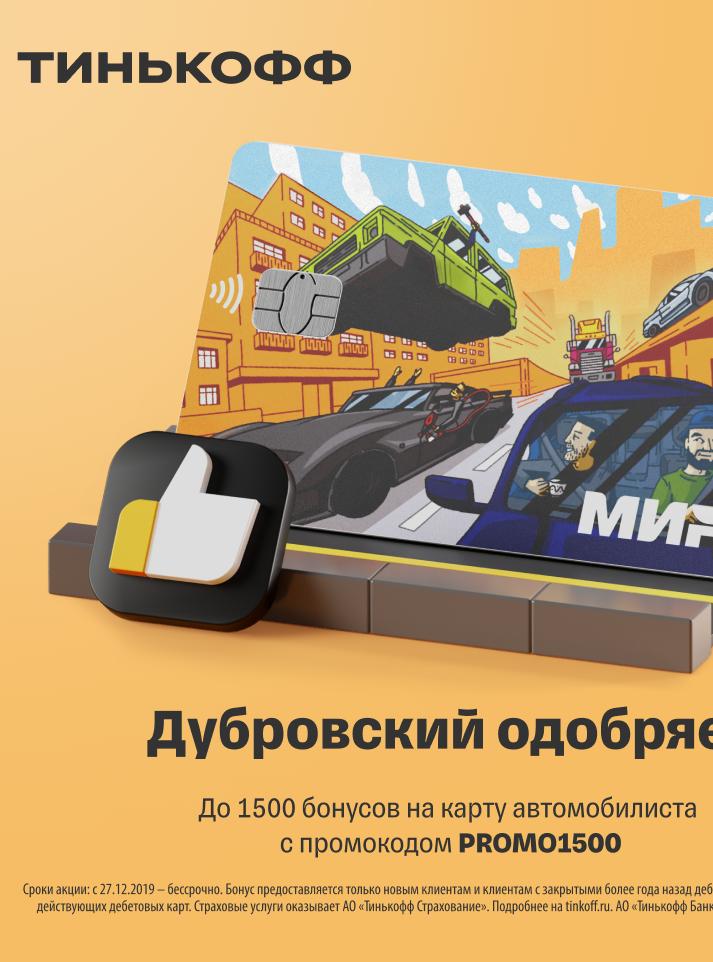 ТИНЬКОФФ
МИР
Дубровский одобряе
До 1500 бонусов на карту автомобилиста
с промокодом PROMO1500
Сроки акции: с 27.12.2019 – бессрочно. Бонус предоставляется только новым клиентам и клиентам с закрытыми более года назад деб
действующих дебетовых карт. Страховые услуги оказывает АО «Тинькофф Страхование». Подробнее на tinkoff.ru. АО «Тинькофф Банк